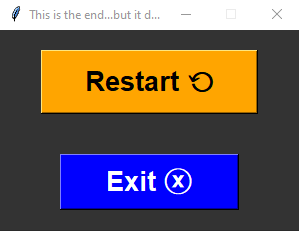 This is the end...but it d...
Restart ⟲
Exit ⓧ